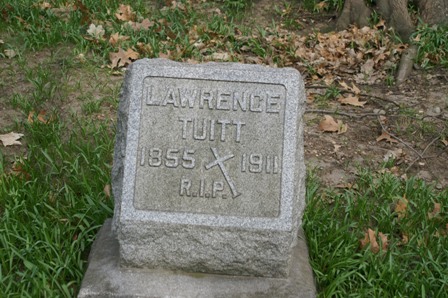 LAWRENCE
TUITT
1855 1911
R.I.P.